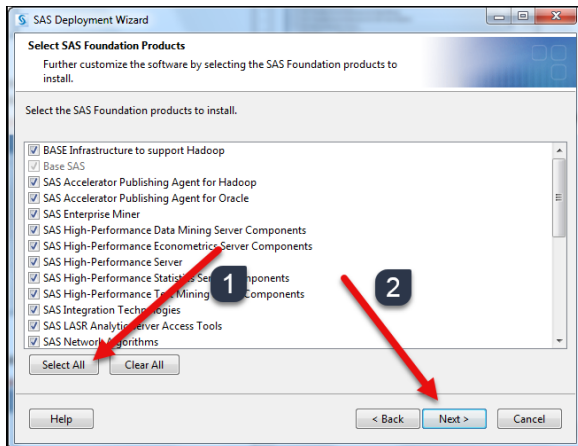 SAS Deployment Wizard
Select SAS Foundation Products
Further customize the software by selecting the SAS Foundation products to
install.
Select the SAS Foundation products to install.
BASE Infrastructure to support Hadoop
Base SAS
SAS Accelerator Publishing Agent for Hadoop
SAS Accelerator Publishing Agent for Oracle
SAS Enterprise Miner
SAS High-Performance Data Mining Server Components
SAS High-Performance Econometrics Server Components
SAS High-Performance Server
SAS High-Performance Statistics Components
SAS High-Performance Mining Components
SAS Integration Technologies
SAS LASR Analytic Server Access Tools
SAS Network Algorithms
1
2
Select All
Clear All
Help
< Back
Next >
Cancel